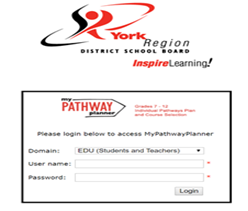 York Region
DISTRICT SCHOOL BOARD
InspireLearning!
my PATHWAY planner
Grades 7 - 12
Individual Pathways Plan
and Course Selection
Please login below to access MyPathwayPlanner
Domain: EDU (Students and Teachers)
User name: *
Password: *
Login